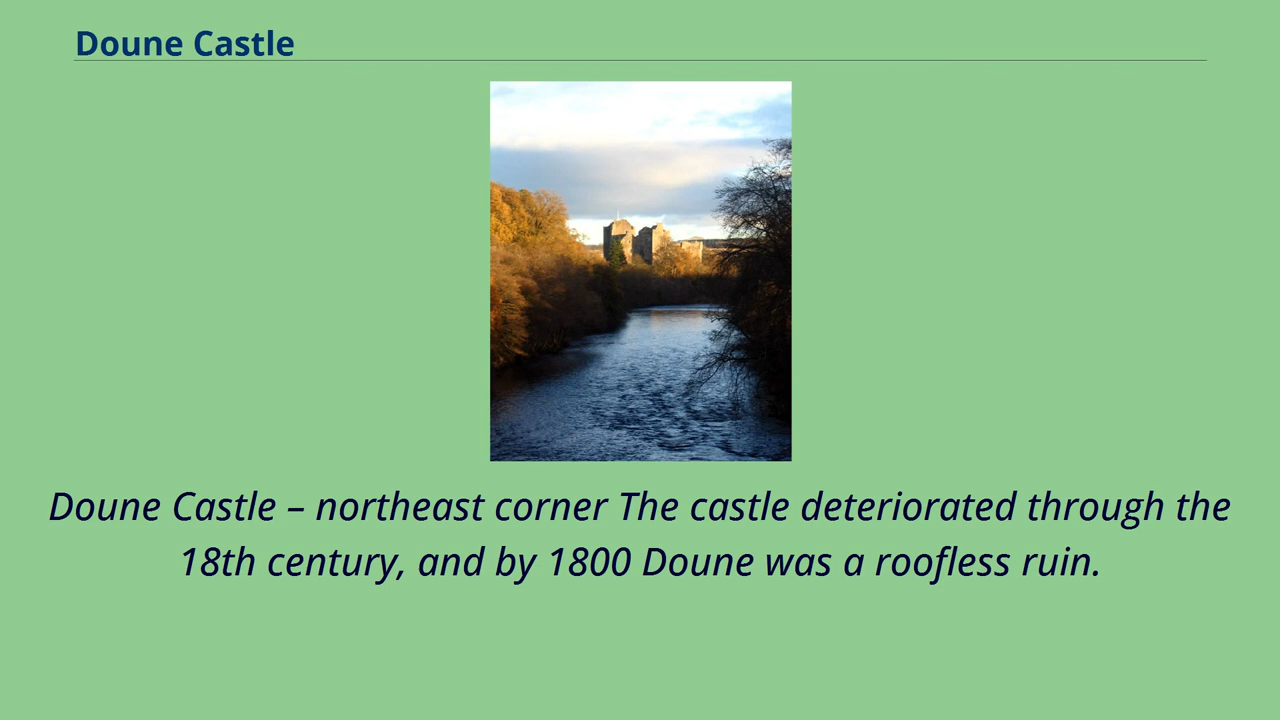 Doune Castle
Doune Castle – northeast corner The castle deteriorated through the
18th century, and by 1800 Doune was a roofless ruin.